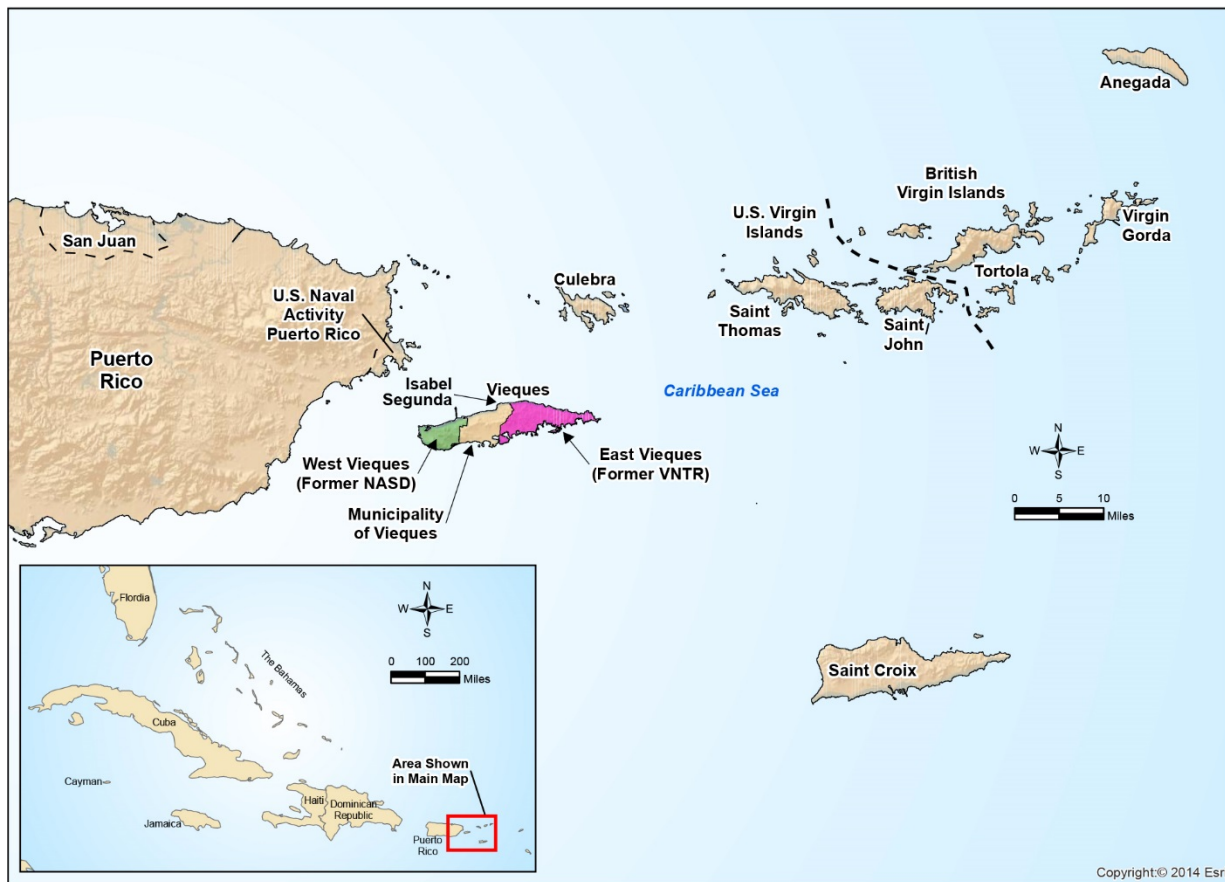 Anegada
British
Virgin Islands
U.S. Virgin
Islands
Virgin
Gorda
San Juan
Culebra
Tortola
U.S. Naval
Activity
Puerto Rico
Saint
Thomas
Saint
John
Puerto
Rico
Isabel
Segunda
Vieques
Caribbean Sea
West Vieques
(Former NASD)
East Vieques
(Former VNTR)
Municipality
of Vieques
N
W
E
S
0 5 10
Miles
Saint Croix
Flordia
The Bahamas
N
W
E
S
0 100 200
Miles
Cuba
Cayman
Jamaica
Haiti
Dominican
Republic
Puerto
Rico
Area Shown
in Main Map
Copyright:© 2014 Esr